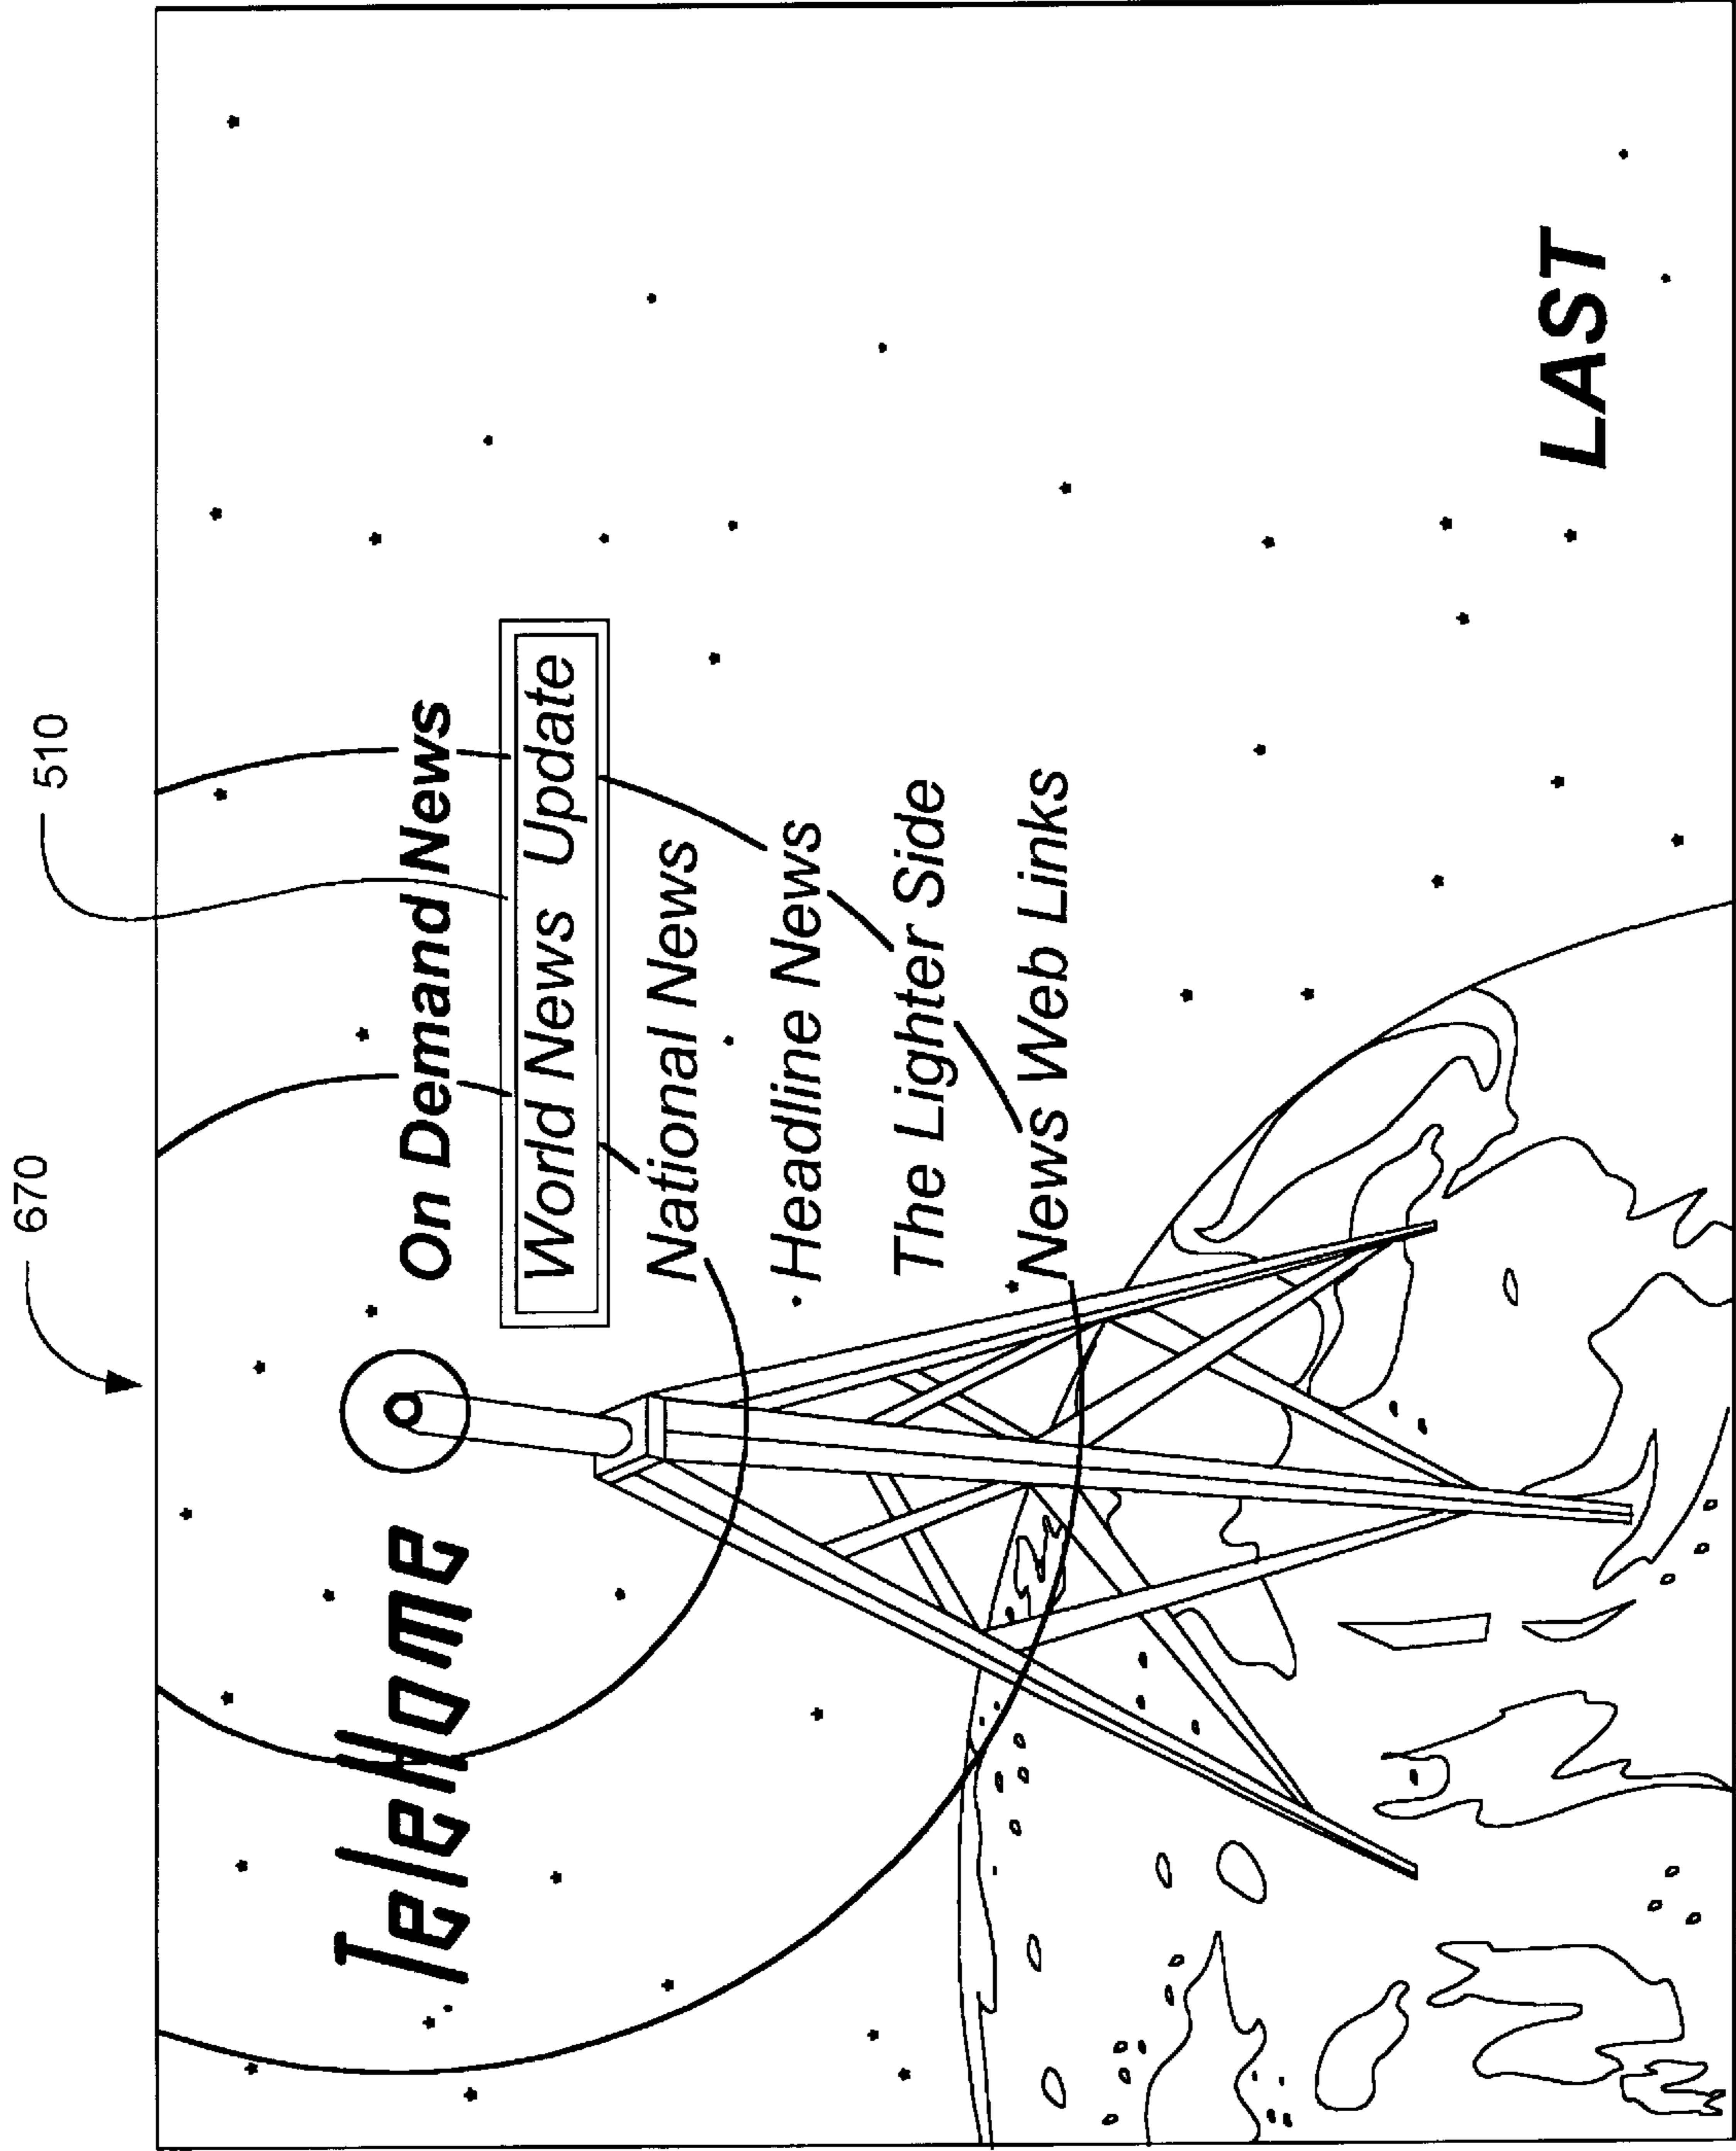 670
510
TeleHome
On Demand News
World News Update
National News
Headline News
The Lighter Side
News Web Links
LAST